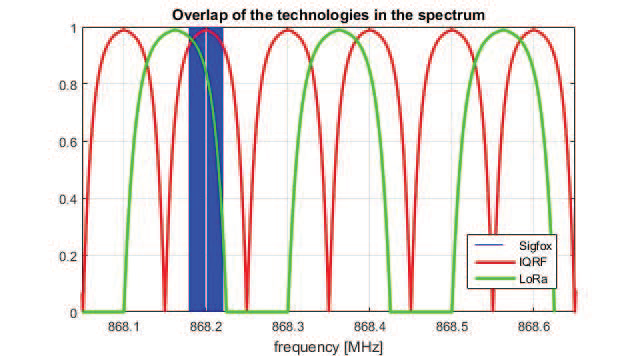 Overlap of the technologies in the spectrum
1
0.8
0.6
0.4
0.2
0
Sigfox
IQRF
LoRa
868.1 868.2 868.3 868.4 868.5 868.6
frequency [MHz]